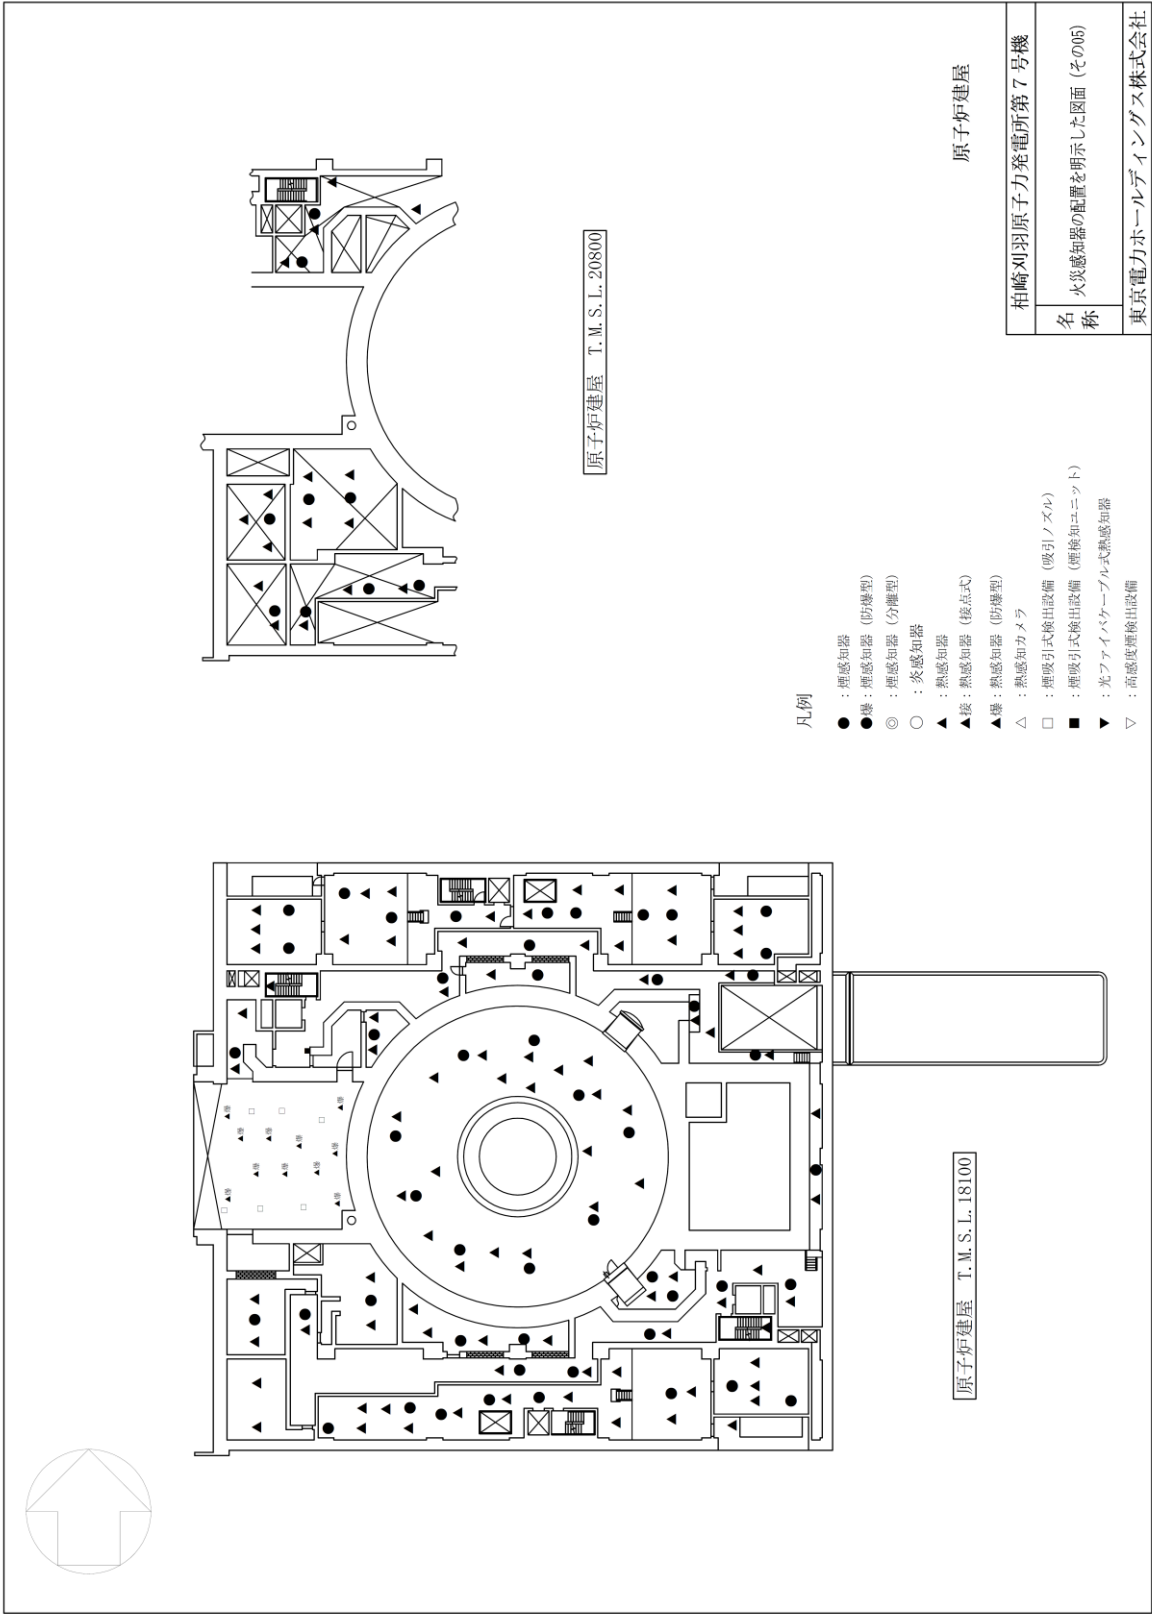 原子炉建屋 T.M.S.L.18100
原子炉建屋 T.M.S.L.20800
凡例
● : 煙感知器
●爆 : 煙感知器 (防爆型)
◎ : 煙感知器 (分離型)
○ : 炎感知器
▲ : 熱感知器
▲接 : 熱感知器 (接点式)
▲爆 : 熱感知器 (防爆型)
△ : 熱感知カメラ
□ : 煙吸引式検出設備 (吸引ノズル)
■ : 煙吸引式検出設備 (煙検知ユニット)
▼ : 光ファイバケーブル式熱感知器
▽ : 高感度煙検出設備
原子炉建屋
柏崎刈羽原子力発電所第7号機
名称
火災感知器の配置を明示した図面 (その05)
東京電力ホールディングス株式会社